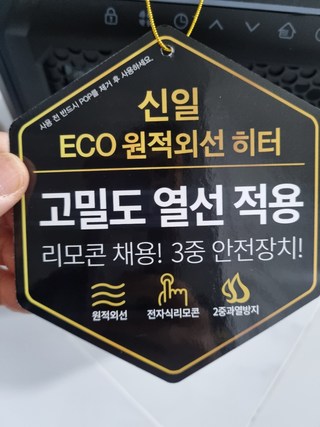 사용 전 반드시 POP를 제거 후 사용하세요.
신일
ECO 원적외선 히터
고밀도 열선 적용
리모콘 채용! 3중 안전장치!
원적외선 전자식리모콘 2중과열방지